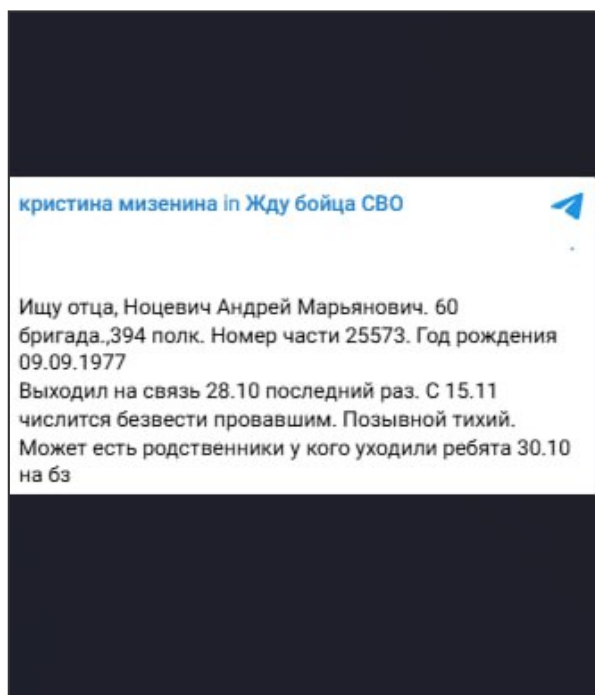 кристина мизенина in Жду бойца СВО
Ищу отца, Ноцевич Андрей Марьянович. 60
бригада.,394 полк. Номер части 25573. Год рождения
09.09.1977
Выходил на связь 28.10 последний раз. С 15.11
числится безвести провавшим. Позывной тихий.
Может есть родственники у кого уходили ребята 30.10
на бз